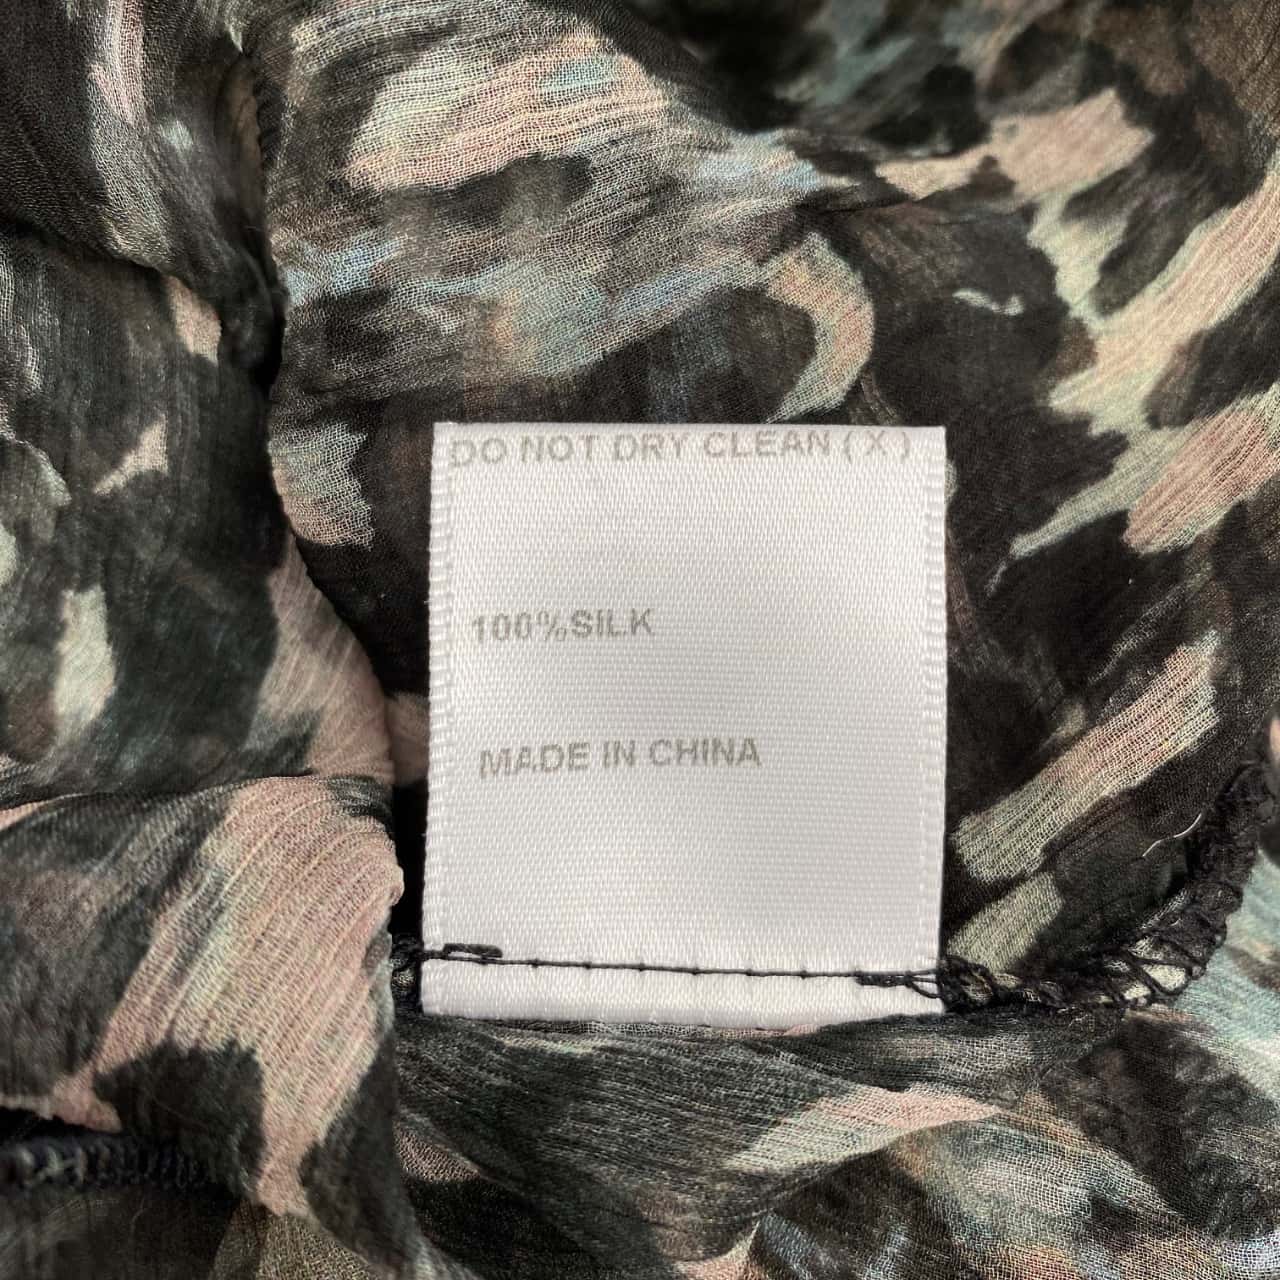 DO NOT DRY CLEAN ( X )
100%SILK
MADE IN CHINA